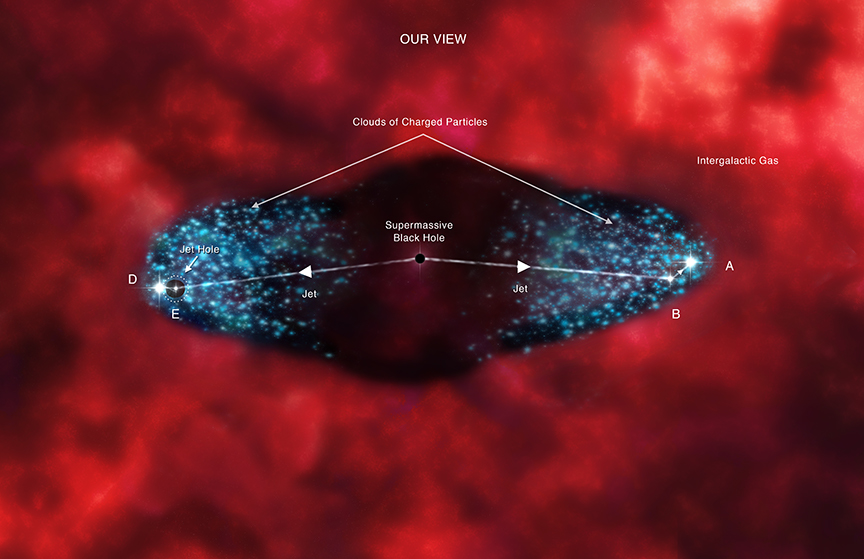 OUR VIEW
Clouds of Charged Particles
Intergalactic Gas
Supermassive
Black Hole
Jet Hole
A
D
Jet
Jet
E
B